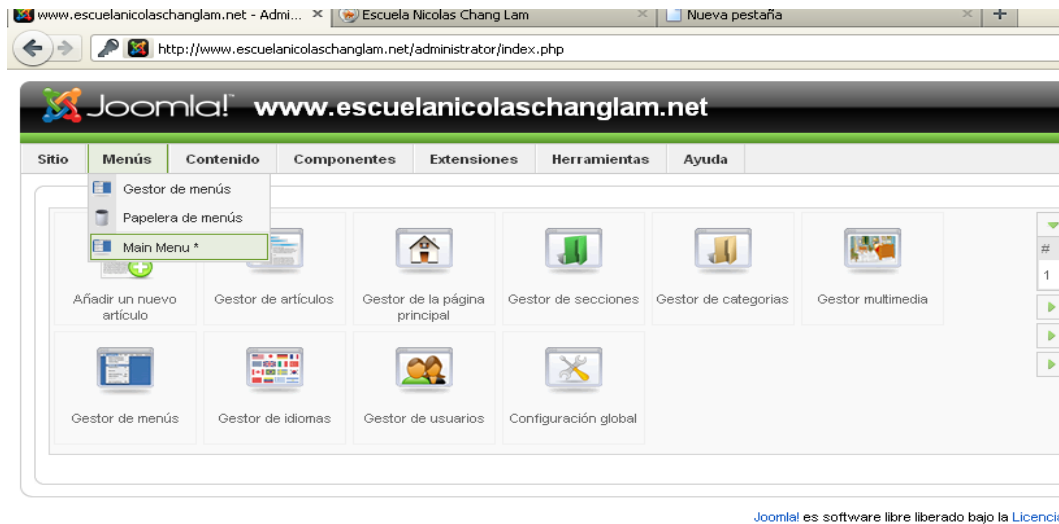 www.escuelanicolaschanglam.net - Admi...
Escuela Nicolas Chang Lam
Nueva pestaña
http://www.escuelanicolaschanglam.net/administrator/index.php
Joomla!™ www.escuelanicolaschanglam.net
Sitio Menús Contenido Componentes Extensiones Herramientas Ayuda
Gestor de menús
Papelera de menús
Main Menu *
#
1
Añadir un nuevo
artículo
Gestor de artículos
Gestor de la página
principal
Gestor de secciones
Gestor de categorias
Gestor multimedia
Gestor de menús
Gestor de idiomas
Gestor de usuarios
Configuración global
Joomla! es software libre liberado bajo la Licencia